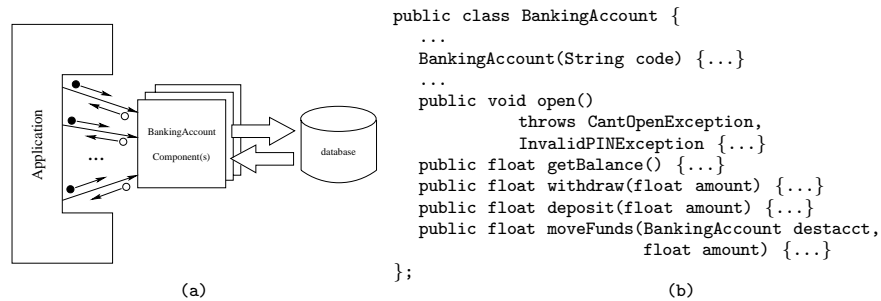 Application
BankingAccount
Component(s)
...
database
(a)
public class BankingAccount {
...
BankingAccount(String code) {...}
...
public void open()
throws CantOpenException,
InvalidPINException {...}
public float getBalance() {...}
public float withdraw(float amount) {...}
public float deposit(float amount) {...}
public float moveFunds(BankingAccount destacct,
float amount) {...}
};
(b)